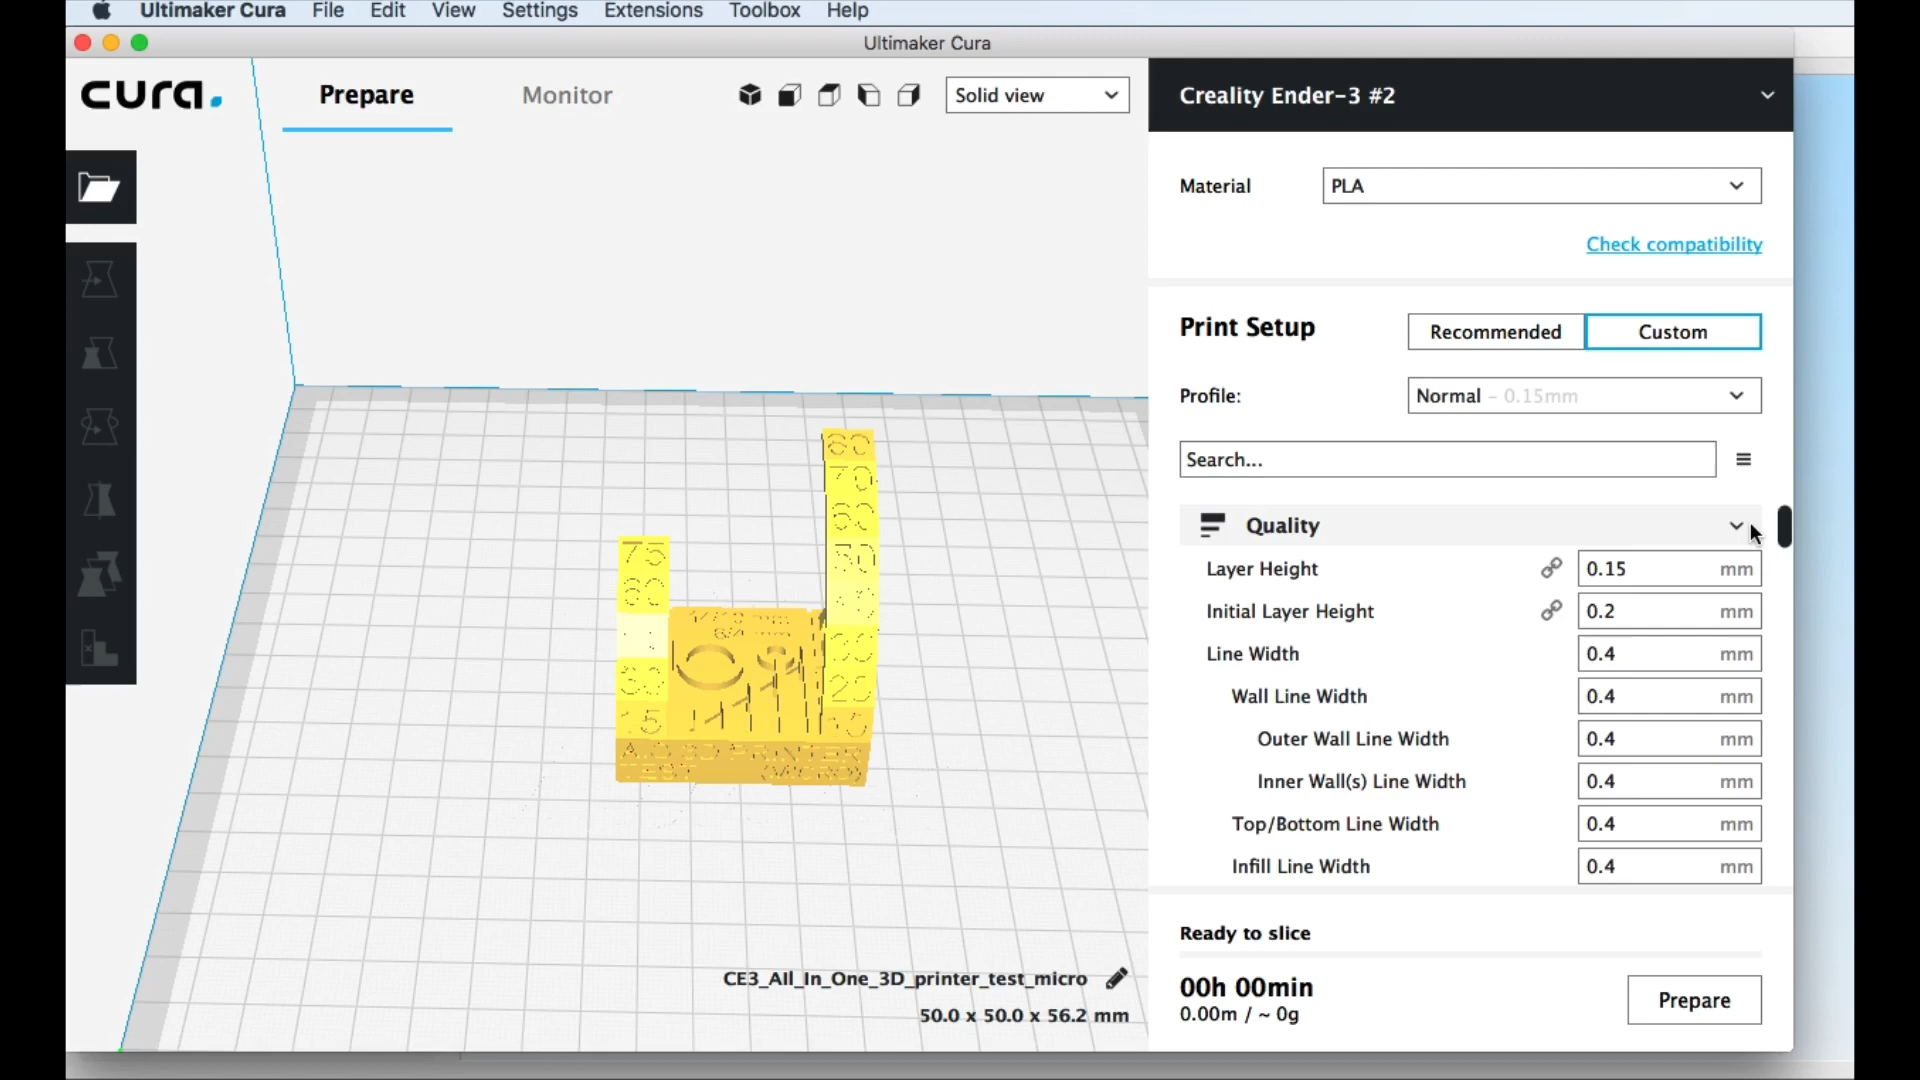 Ultimaker Cura File Edit View Settings Extensions Toolbox Help
Ultimaker Cura
cura.
Prepare
Monitor
Solid view
Creality Ender-3 #2
Material
PLA
Check compatibility
Print Setup
Recommended
Custom
Profile:
Normal – 0.15mm
Search...
Quality
Layer Height
0.15 mm
Initial Layer Height
0.2 mm
Line Width
0.4 mm
Wall Line Width
0.4 mm
Outer Wall Line Width
0.4 mm
Inner Wall(s) Line Width
0.4 mm
Top/Bottom Line Width
0.4 mm
Infill Line Width
0.4 mm
75
70
15
CE3_All_In_One_3D_printer_test_micro
50.0 x 50.0 x 56.2 mm
Ready to slice
00h 00min
0.00m / ~ 0g
Prepare